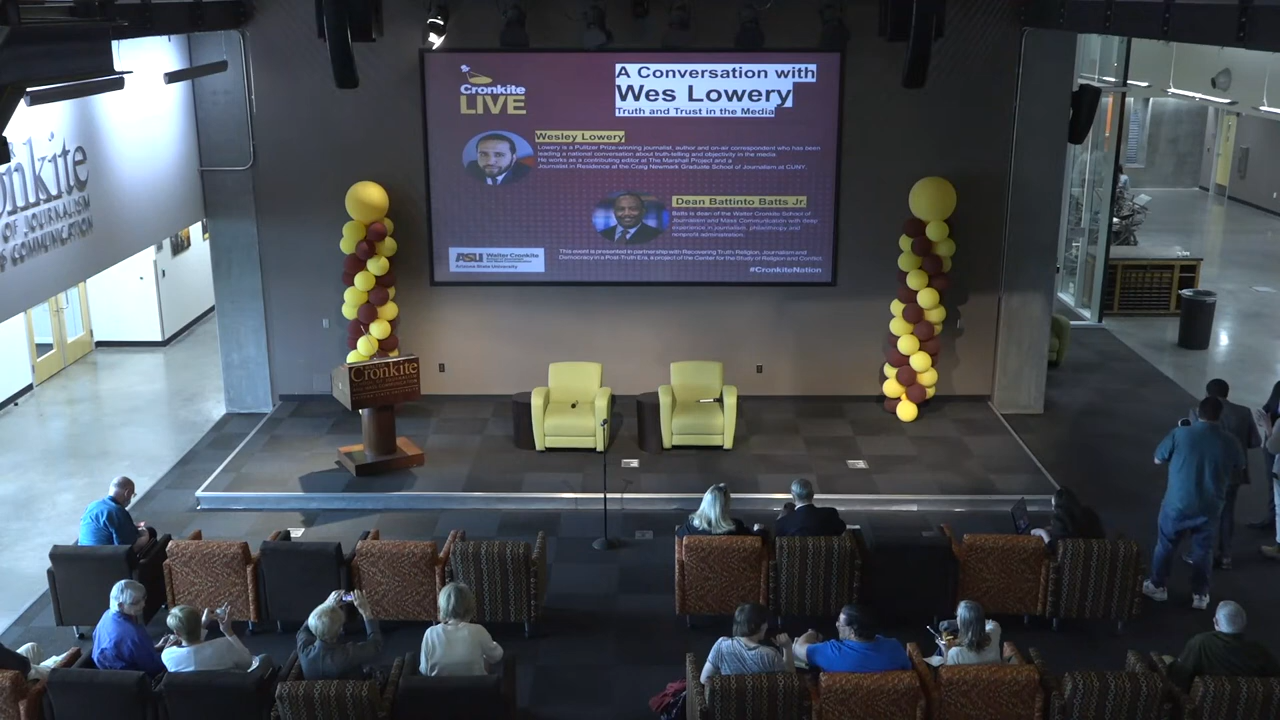 Cronkite
LIVE
A Conversation with
Wes Lowery
Truth and Trust in the Media
Wesley Lowery
Lowery is a Pulitzer Prize-winning journalist, author and on-air correspondent who has been
leading a national conversation about truth-telling and objectivity in the media.
He works as a contributing editor at The Marshall Project and a
Journalist in Residence at the Craig Newmark Graduate School of Journalism at CUNY.
Dean Battinto Batts Jr.
Batts is dean of the Walter Cronkite School of
Journalism and Mass Communication with deep
experience in journalism, philanthropy and
nonprofit administration.
ASU Walter Cronkite
Arizona State University
This event is presented in partnership with Recovering Truth: Religion, Journalism and
Democracy in a Post-Truth Era, a project of the Center for the Study of Religion and Conflict
#CronkiteNation
onkite
OF JOURNALISM
COMMUNICATION
Cronkite